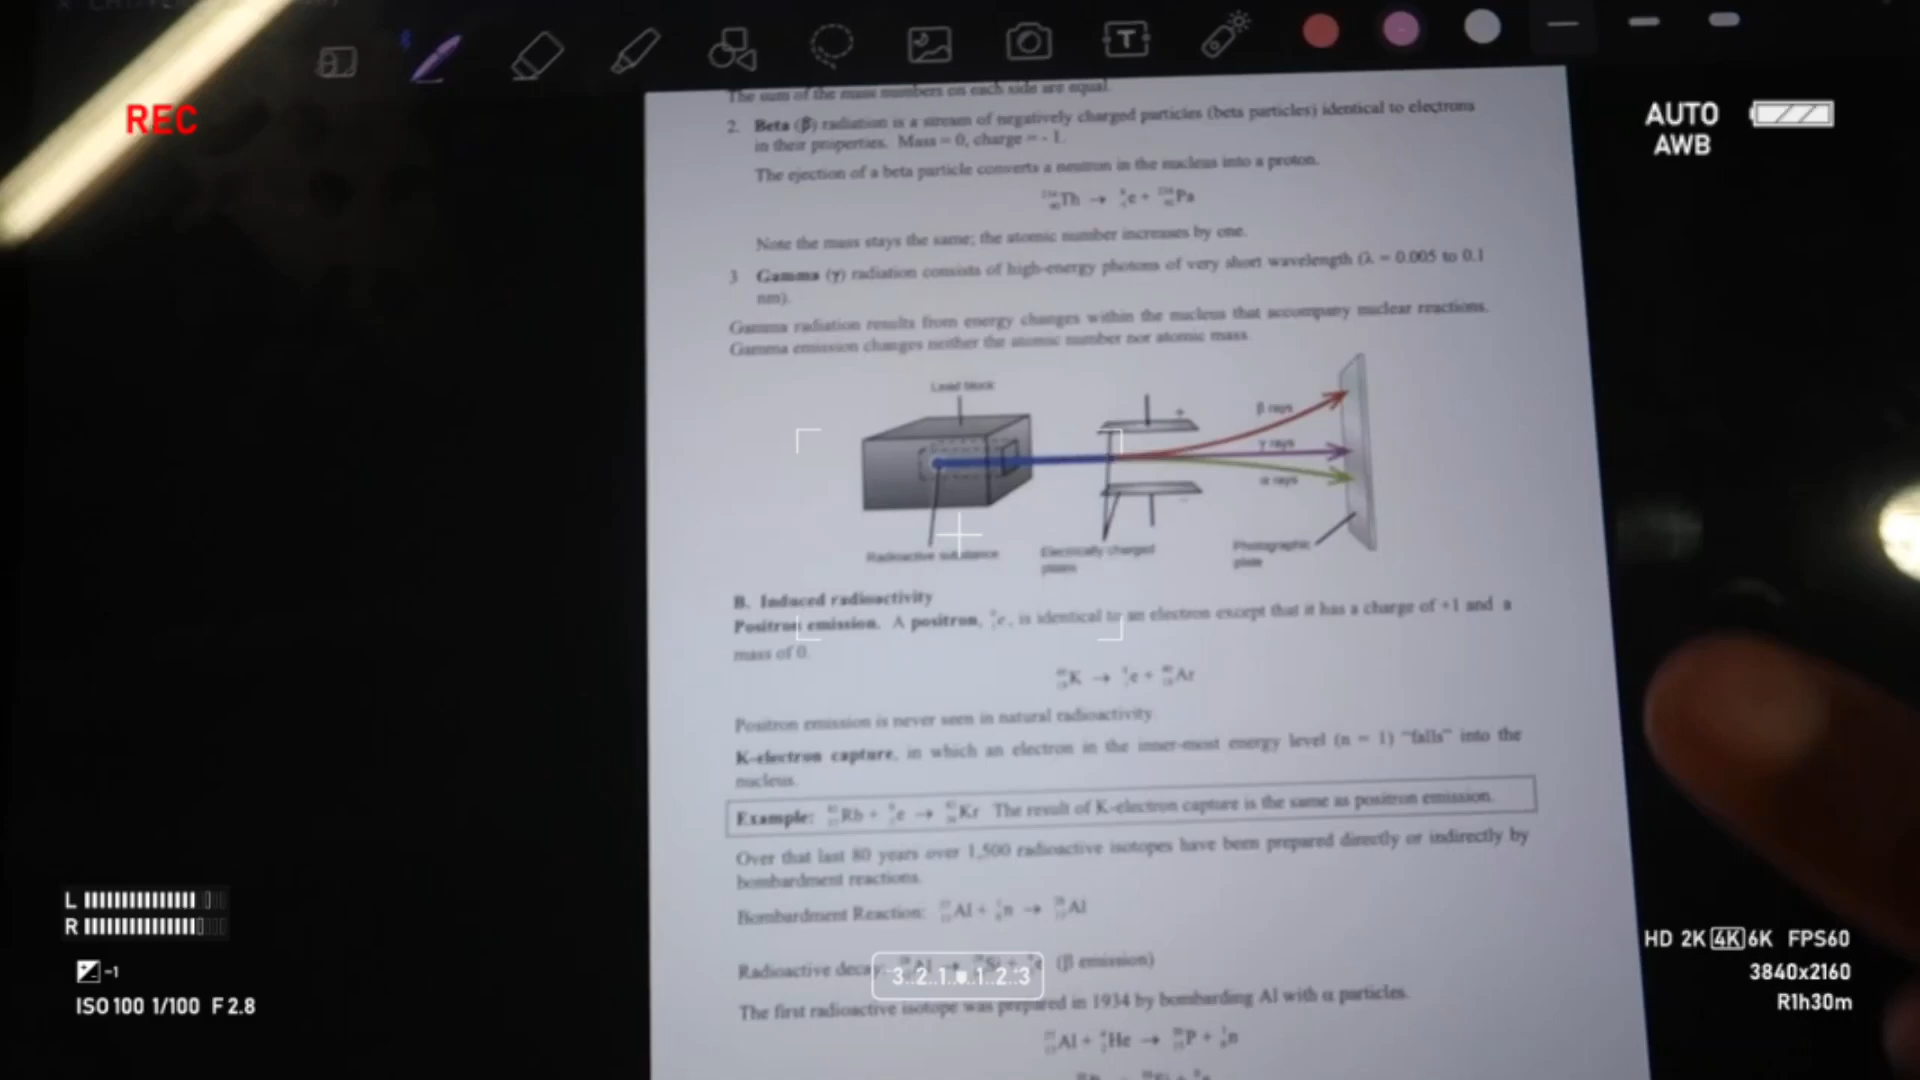 REC
AUTO
AWB
The sum of the mass numbers on each side are equal.
2. Beta (β) radiation is a stream of negatively charged particles (beta particles) identical to electrons
in their properties. Mass = 0, charge = - 1.
The ejection of a beta particle converts a neutron in the nucleus into a proton.
Th → e + Pa
Note the mass stays the same; the atomic number increases by one.
3 Gamma (γ) radiation consists of high-energy photons of very short wavelength (λ = 0.005 to 0.1
nm).
Gamma radiation results from energy changes within the nucleus that accompany nuclear reactions.
Gamma emission changes neither the atomic number nor atomic mass.
Lead block
+
β rays
γ rays
α rays
Radioactive substance
Electrically charged
plates
Photographic
plate
B. Induced radioactivity
Positron emission. A positron, e, is identical to an electron except that it has a charge of +1 and a
mass of 0.
K → e + Ar
Positron emission is never seen in natural radioactivity.
K-electron capture, in which an electron in the inner-most energy level (n = 1) "falls" into the
nucleus.
Example: Rb + e → Kr The result of K-electron capture is the same as positron emission.
Over that last 80 years over 1,500 radioactive isotopes have been prepared directly or indirectly by
bombardment reactions.
Bombardment Reaction: Al + n → Al
Radioactive decay: Al → Si + e (β emission)
3..2..1..1..2..3
The first radioactive isotope was prepared in 1934 by bombarding Al with α particles.
Al + He → P + n
L
R
-1
ISO 100 1/100 F 2.8
HD 2K 4K 6K FPS60
3840x2160
R1h30m